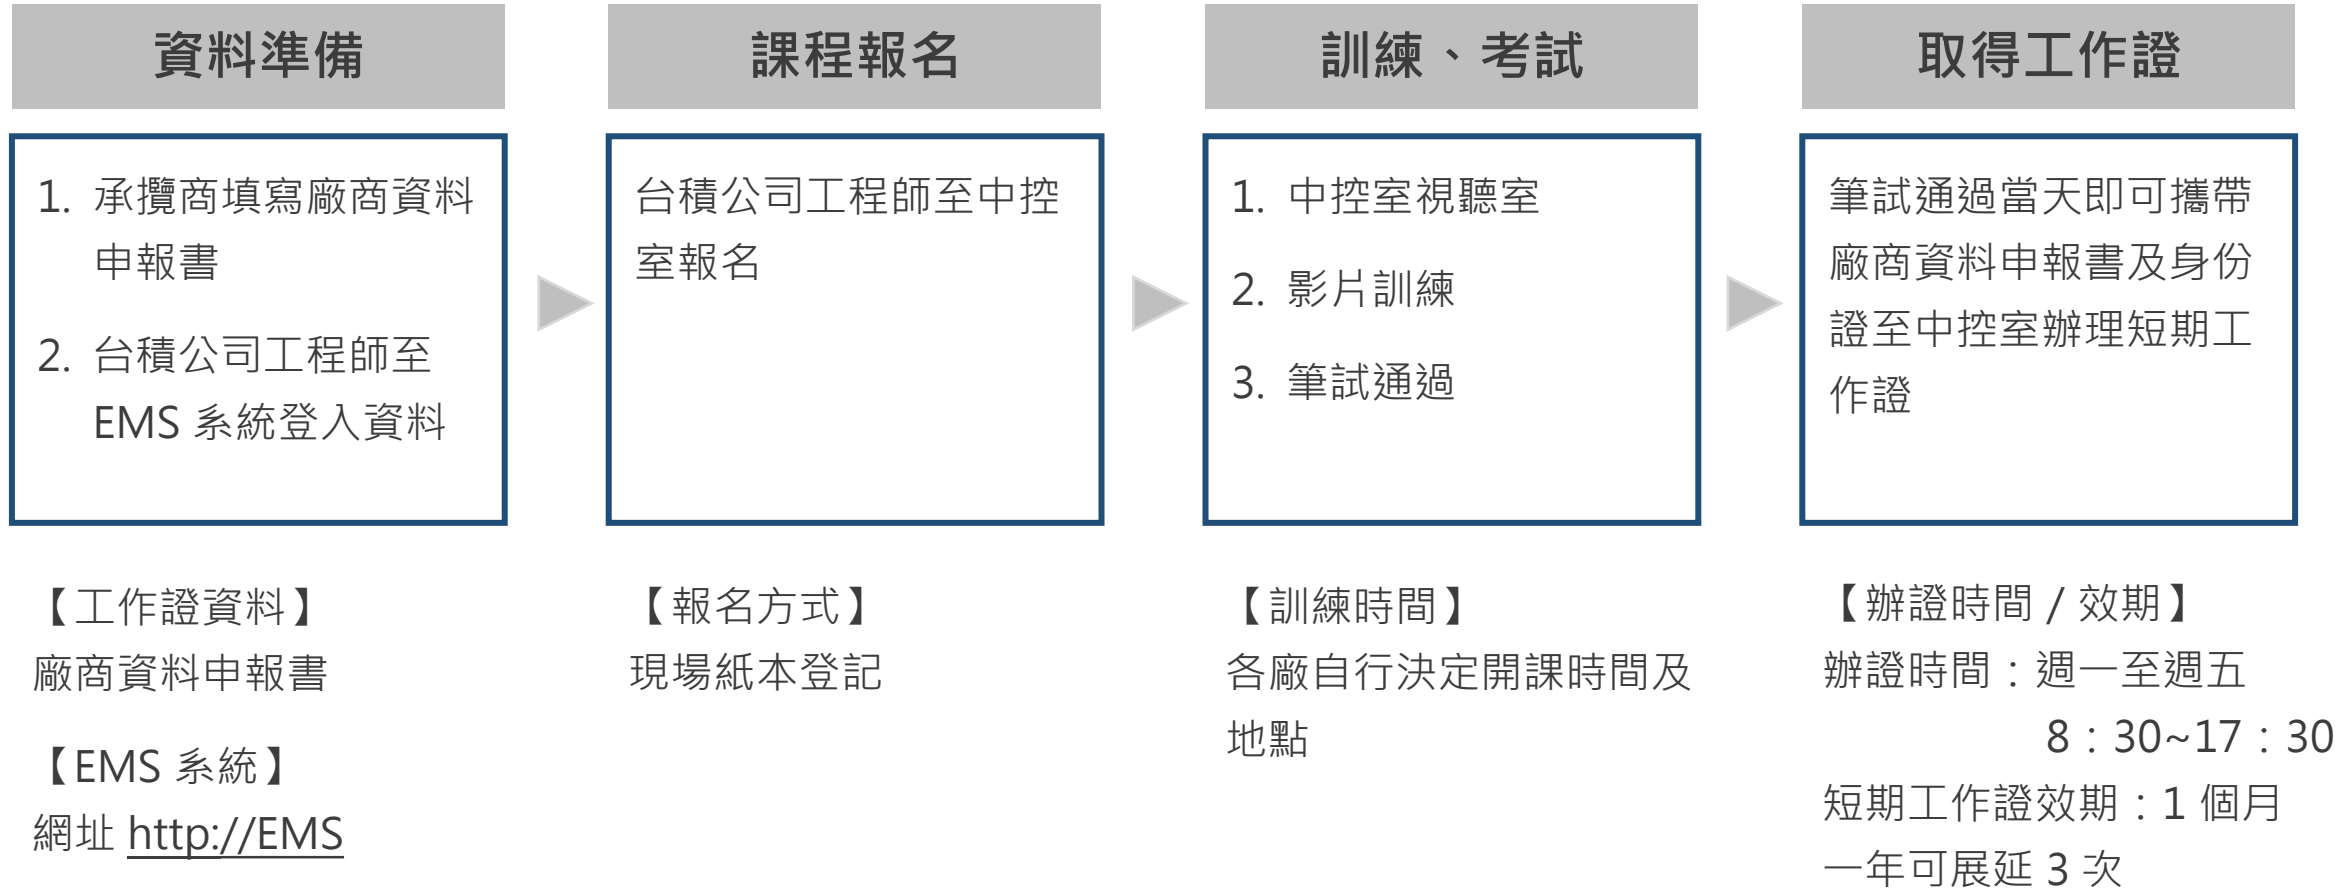 資料準備
1. 承攬商填寫廠商資料
申報書
2. 台積公司工程師至
EMS 系統登入資料
【工作證資料】
廠商資料申報書
【EMS 系統】
網址 http://EMS
課程報名
台積公司工程師至中控
室報名
【報名方式】
現場紙本登記
訓練、考試
1. 中控室視聽室
2. 影片訓練
3. 筆試通過
【訓練時間】
各廠自行決定開課時間及
地點
取得工作證
筆試通過當天即可攜帶
廠商資料申報書及身份
證至中控室辦理短期工
作證
【辦證時間 / 效期】
辦證時間：週一至週五
8：30~17：30
短期工作證效期：1 個月
一年可展延 3 次